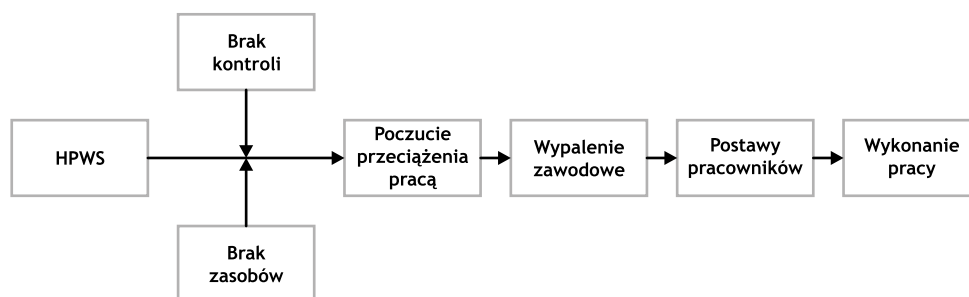 Brak
kontroli
HPWS
Poczucie
przeciążenia
pracą
Wypalenie
zawodowe
Postawy
pracowników
Wykonanie
pracy
Brak
zasobów